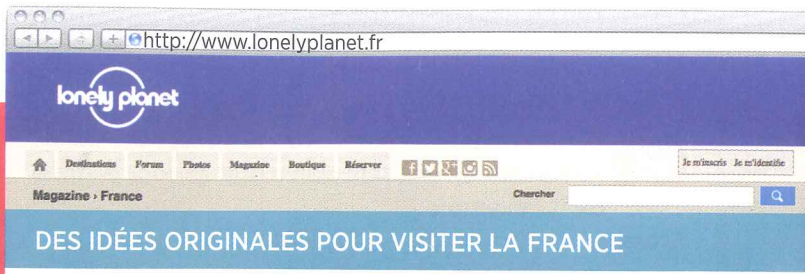 http://www.lonelyplanet.fr
lonely planet
Destinations Forum Photos Magazine Boutique Réserver Je m'inscris Je m'identifie
Magazine › France Chercher
DES IDÉES ORIGINALES POUR VISITER LA FRANCE